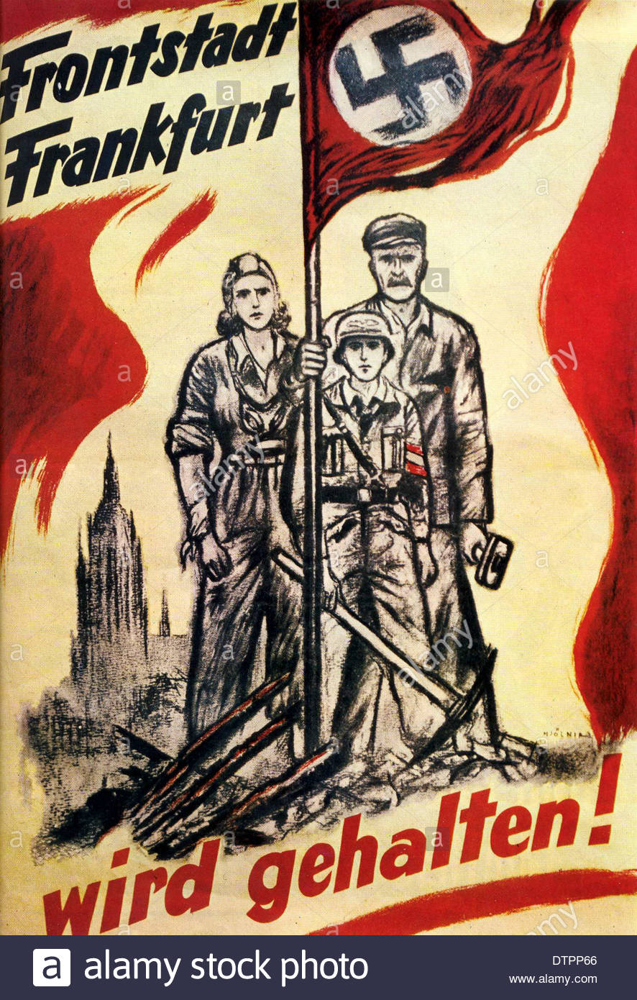 Frontstadt
Frankfurt
MJÖLNIR
wird gehalten!
alamy stock photo
DTPP66
www.alamy.com